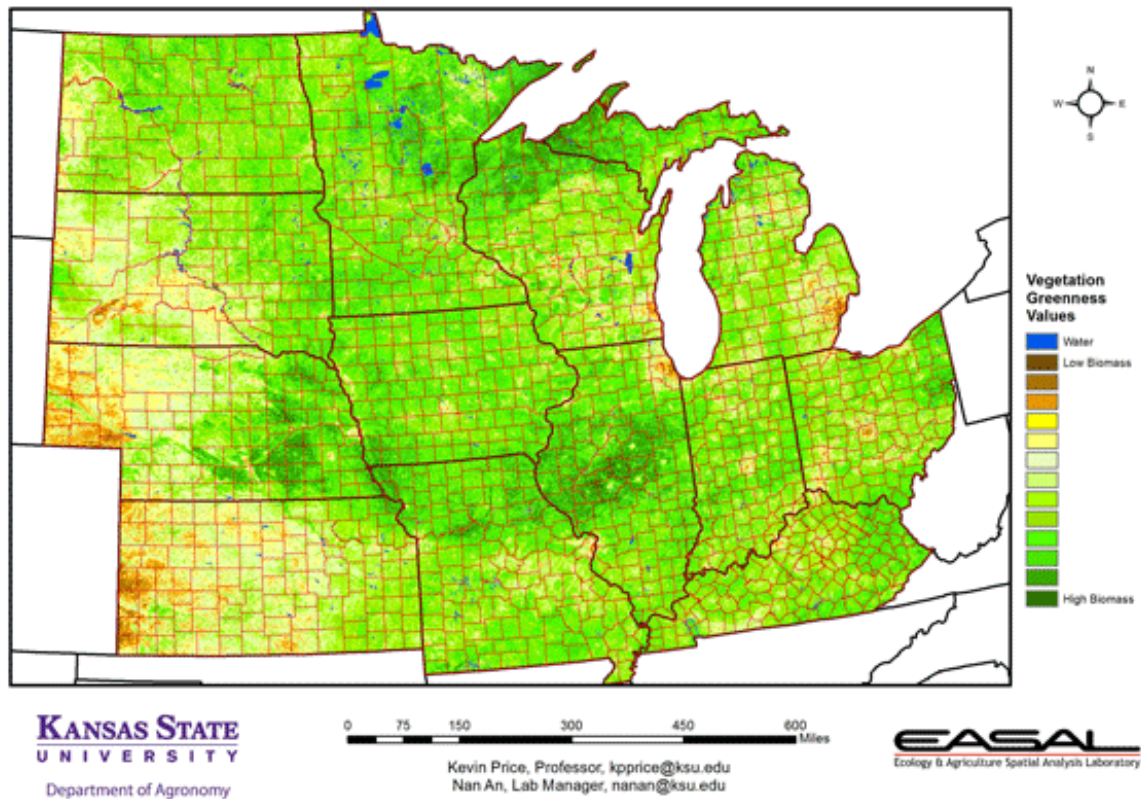 N
W
E
S
Vegetation
Greenness
Values
Water
Low Biomass
High Biomass
KANSAS STATE
UNIVERSITY
Department of Agronomy
0 75 150 300 450 600
Miles
Kevin Price, Professor, kpprice@ksu.edu
Nan An, Lab Manager, nanan@ksu.edu
EASAL
Ecology & Agriculture Spatial Analysis Laboratory